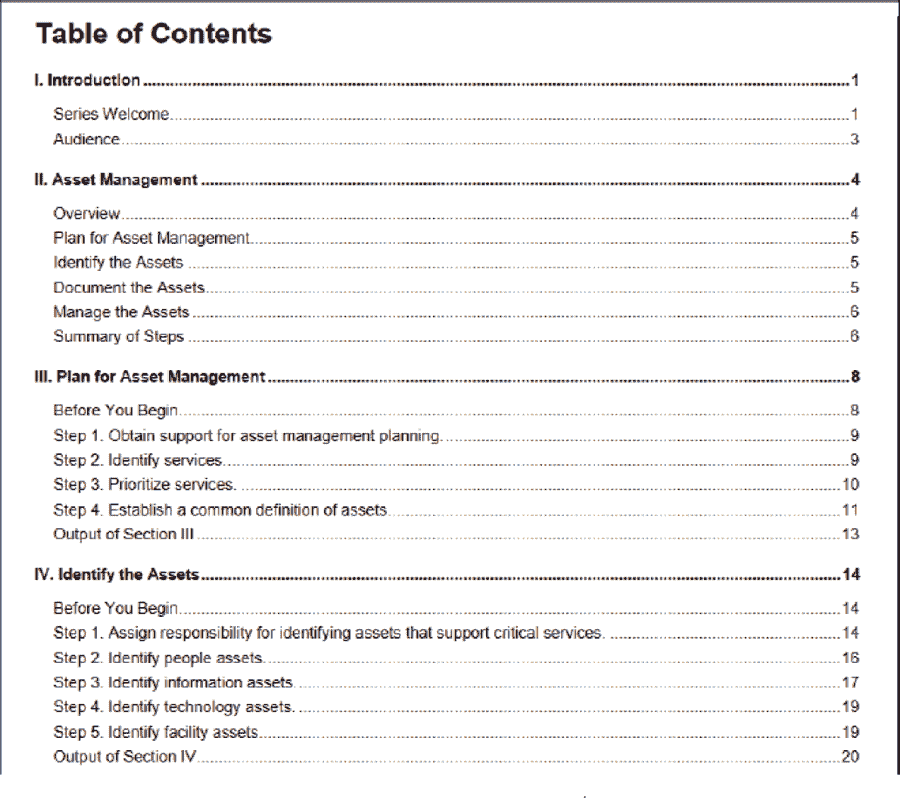 Table of Contents
I. Introduction 1
Series Welcome 1
Audience 3
II. Asset Management 4
Overview 4
Plan for Asset Management 5
Identify the Assets 5
Document the Assets 5
Manage the Assets 6
Summary of Steps 6
III. Plan for Asset Management 8
Before You Begin 8
Step 1. Obtain support for asset management planning. 9
Step 2. Identify services. 9
Step 3. Prioritize services. 10
Step 4. Establish a common definition of assets. 11
Output of Section III 13
IV. Identify the Assets 14
Before You Begin 14
Step 1. Assign responsibility for identifying assets that support critical services. 14
Step 2. Identify people assets. 16
Step 3. Identify information assets. 17
Step 4. Identify technology assets. 19
Step 5. Identify facility assets. 19
Output of Section IV 20